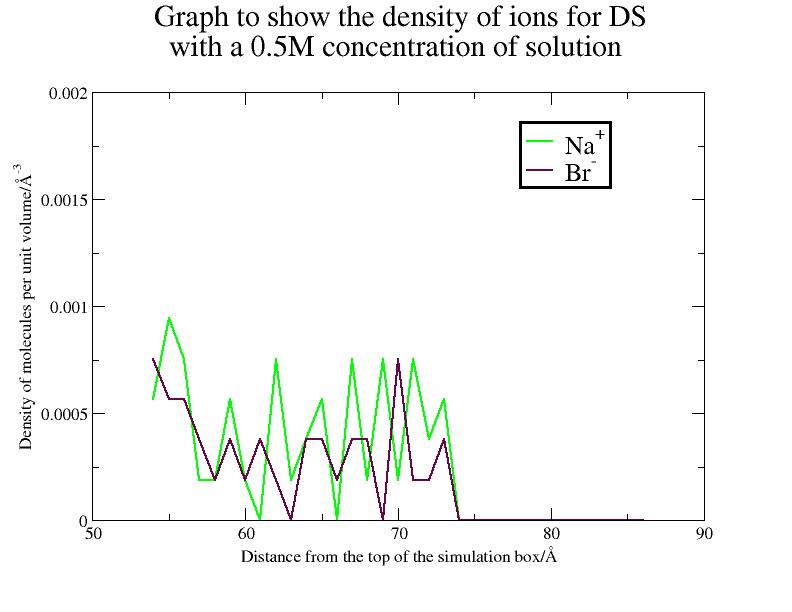 Graph to show the density of ions for DS
with a 0.5M concentration of solution
0.002
0.0015
0.001
0.0005
0
Density of molecules per unit volume/Å⁻³
Na⁺
Br⁻
50
60
70
80
90
Distance from the top of the simulation box/Å